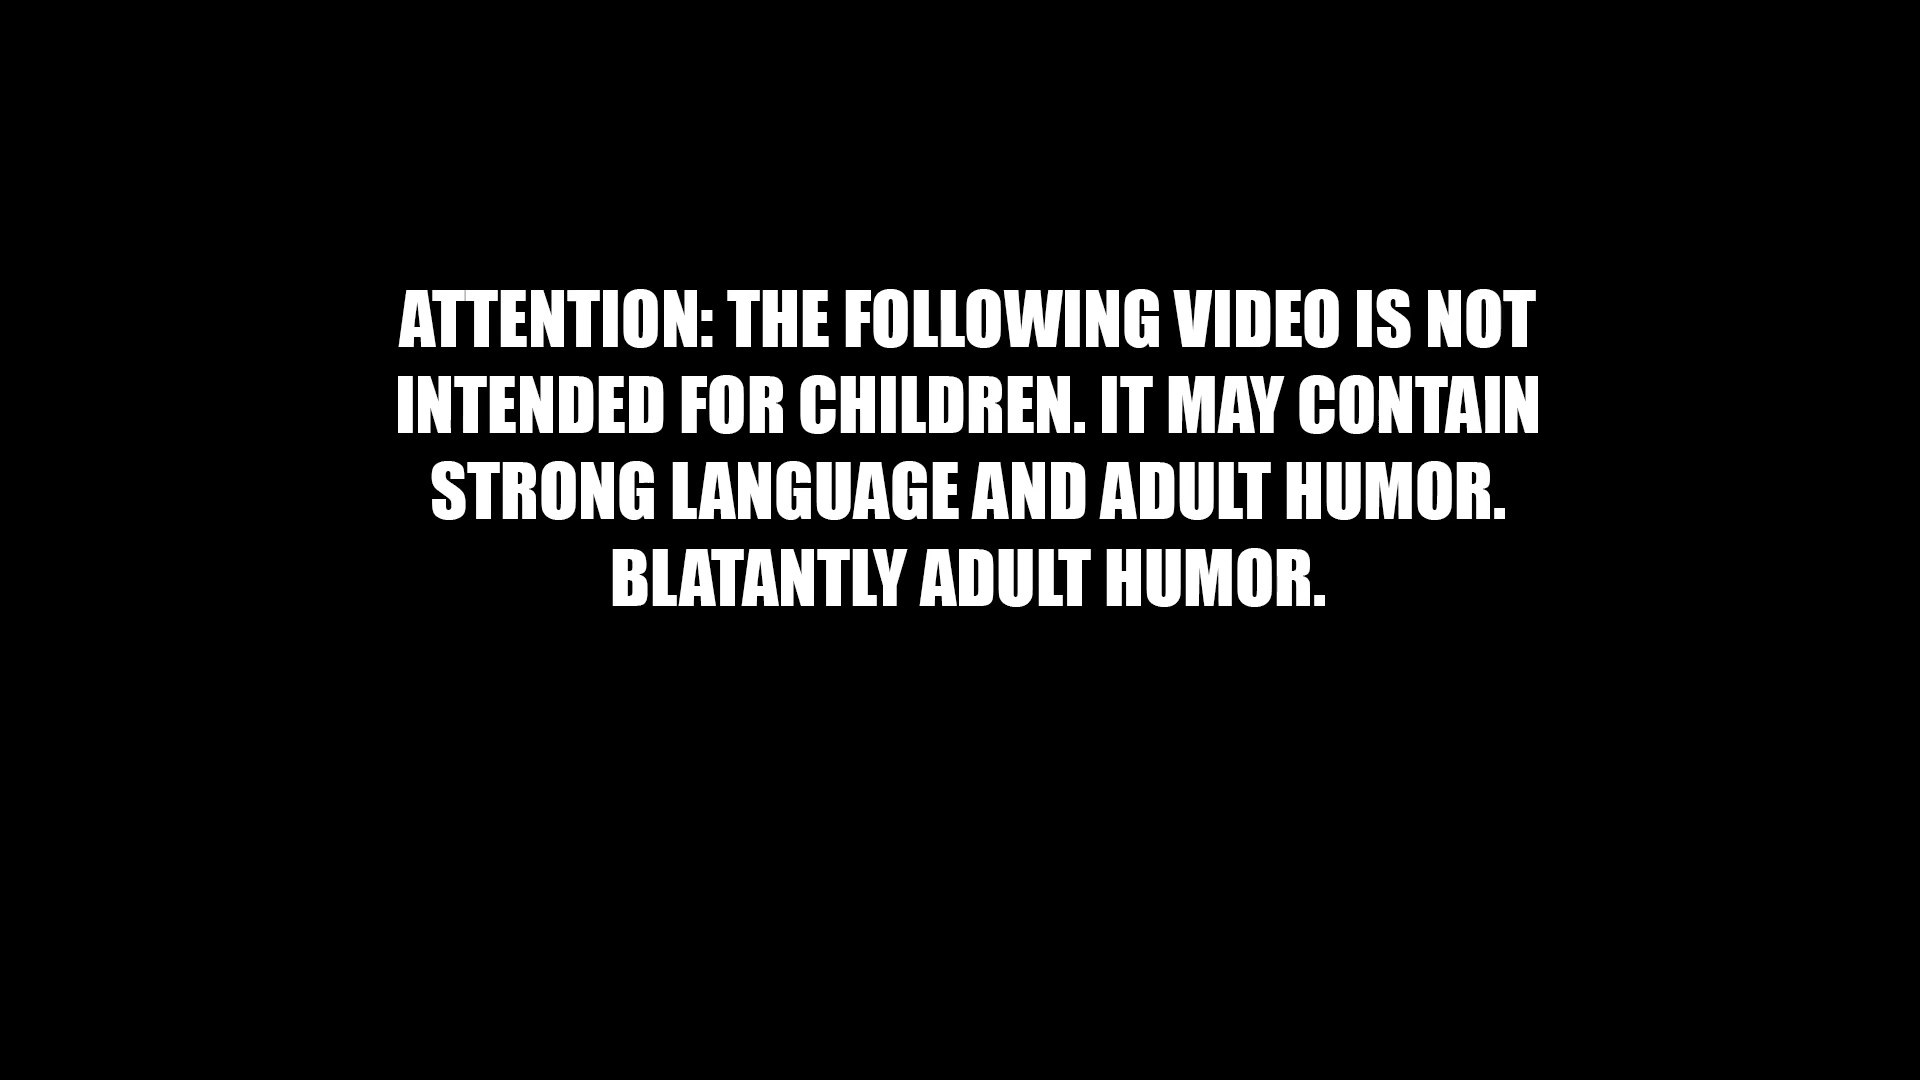 ATTENTION: THE FOLLOWING VIDEO IS NOT
INTENDED FOR CHILDREN. IT MAY CONTAIN
STRONG LANGUAGE AND ADULT HUMOR.
BLATANTLY ADULT HUMOR.